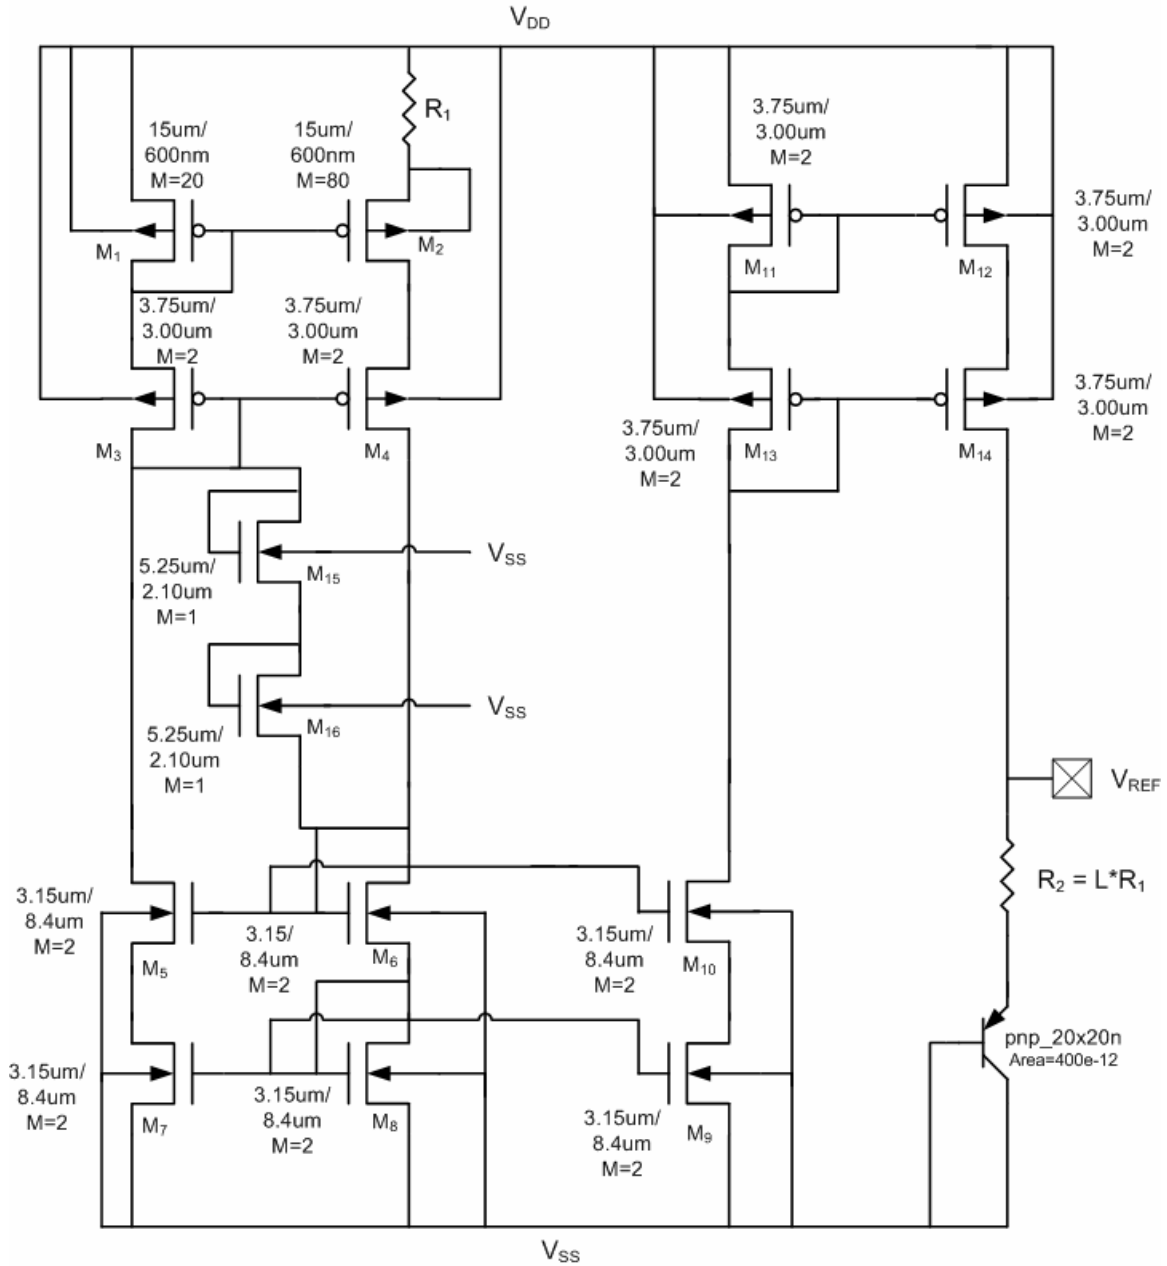 V_DD
R₁
15um/
600nm
M=20
15um/
600nm
M=80
3.75um/
3.00um
M=2
M₁
M₂
3.75um/
3.00um
M=2
M₁₁
M₁₂
3.75um/
3.00um
M=2
3.75um/
3.00um
M=2
M₃
M₄
3.75um/
3.00um
M=2
M₁₃
M₁₄
3.75um/
3.00um
M=2
V_SS
5.25um/
2.10um
M=1
M₁₅
V_SS
5.25um/
2.10um
M=1
M₁₆
V_REF
R₂ = L*R₁
3.15um/
8.4um
M=2
M₅
3.15/
8.4um
M=2
M₆
3.15um/
8.4um
M=2
M₁₀
pnp_20x20n
Area=400e-12
3.15um/
8.4um
M=2
M₇
3.15um/
8.4um
M=2
M₈
3.15um/
8.4um
M=2
M₉
V_SS